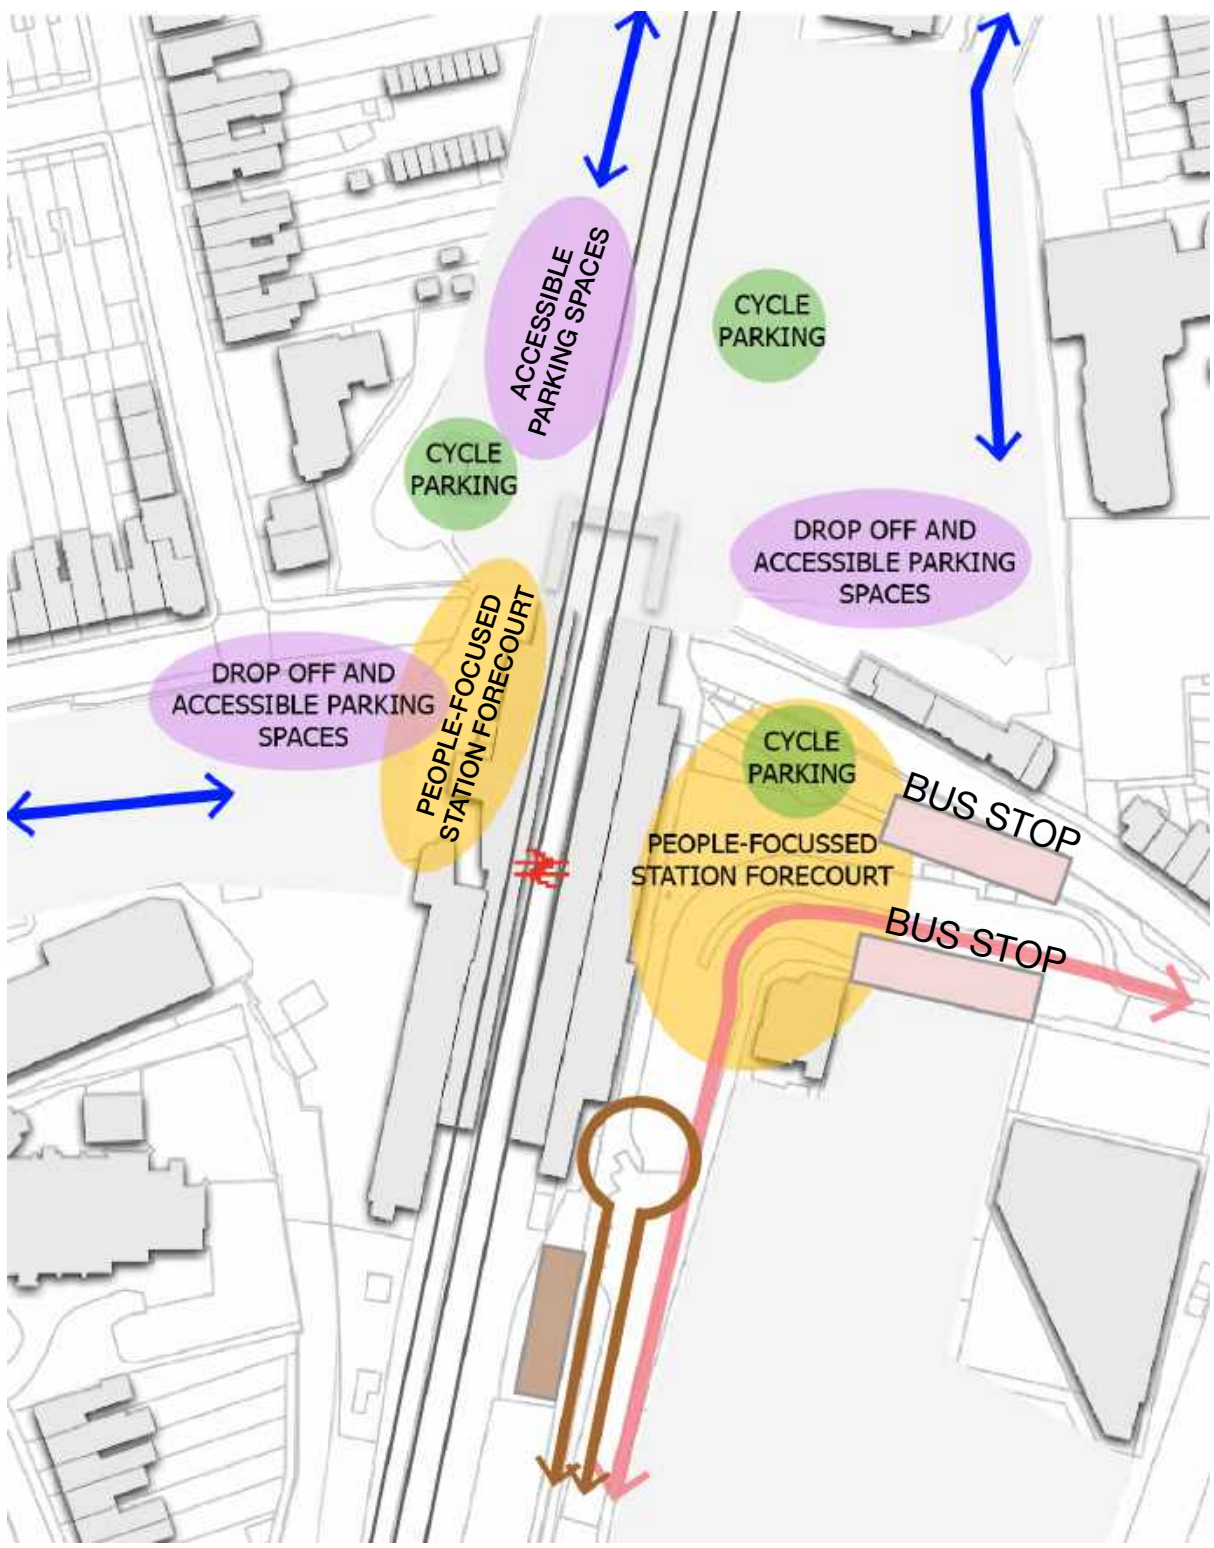 ACCESSIBLE
PARKING SPACES
CYCLE
PARKING
CYCLE
PARKING
DROP OFF AND
ACCESSIBLE PARKING
SPACES
PEOPLE-FOCUSED
STATION FORECOURT
DROP OFF AND
ACCESSIBLE PARKING
SPACES
CYCLE
PARKING
BUS STOP
PEOPLE-FOCUSSED
STATION FORECOURT
BUS STOP